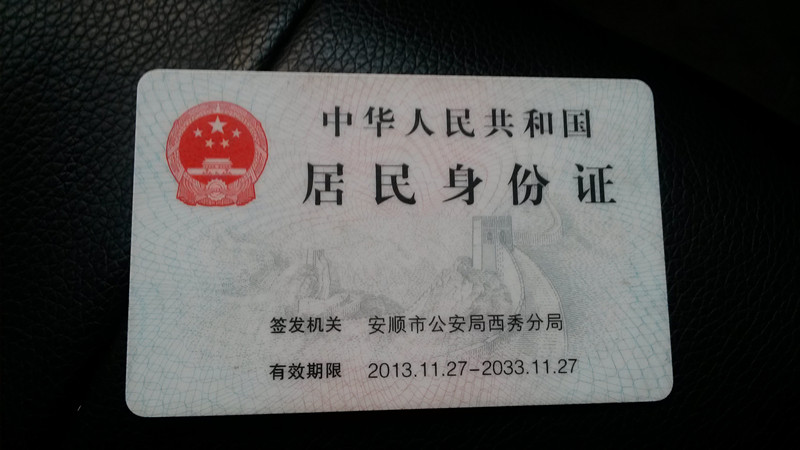 中华人民共和国
居民身份证
签发机关 安顺市公安局西秀分局
有效期限 2013.11.27-2033.11.27